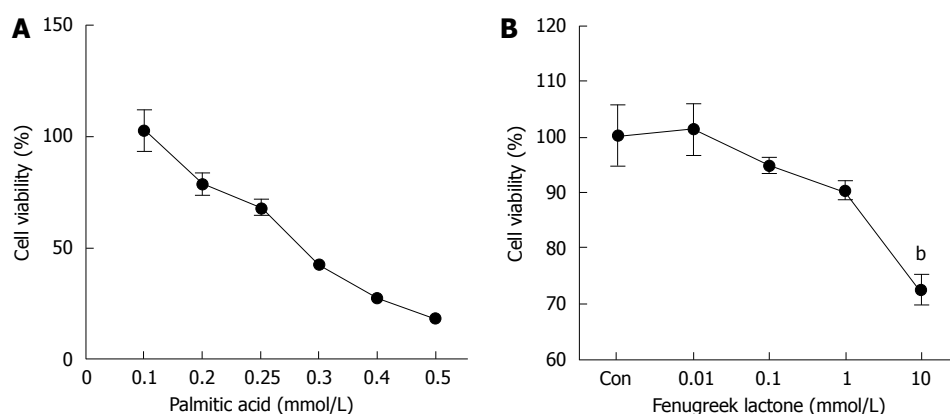 A
150
100
50
0
Cell viability (%)
0 0.1 0.2 0.25 0.3 0.4 0.5
Palmitic acid (mmol/L)
B
120
110
100
90
80
70
60
Cell viability (%)
b
Con 0.01 0.1 1 10
Fenugreek lactone (mmol/L)